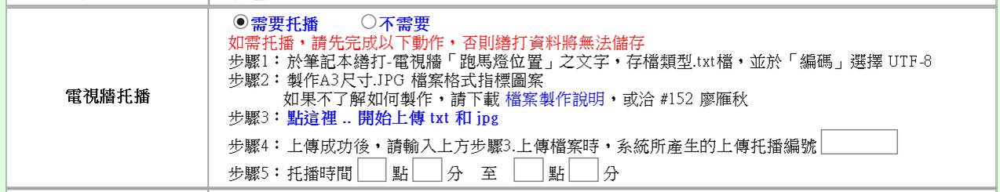 電視牆托播
需要托播 不需要
如需托播，請先完成以下動作，否則繕打資料將無法儲存
步驟1：於筆記本繕打-電視牆「跑馬燈位置」之文字，存檔類型.txt檔，並於「編碼」選擇 UTF-8
步驟2：製作A3尺寸.JPG 檔案格式指標圖案
如果不了解如何製作，請下載 檔案製作說明，或洽 #152 廖雁秋
步驟3：點這裡 .. 開始上傳 txt 和 jpg
步驟4：上傳成功後，請輸入上方步驟3.上傳檔案時，系統所產生的上傳托播編號
步驟5：托播時間 點 分 至 點 分